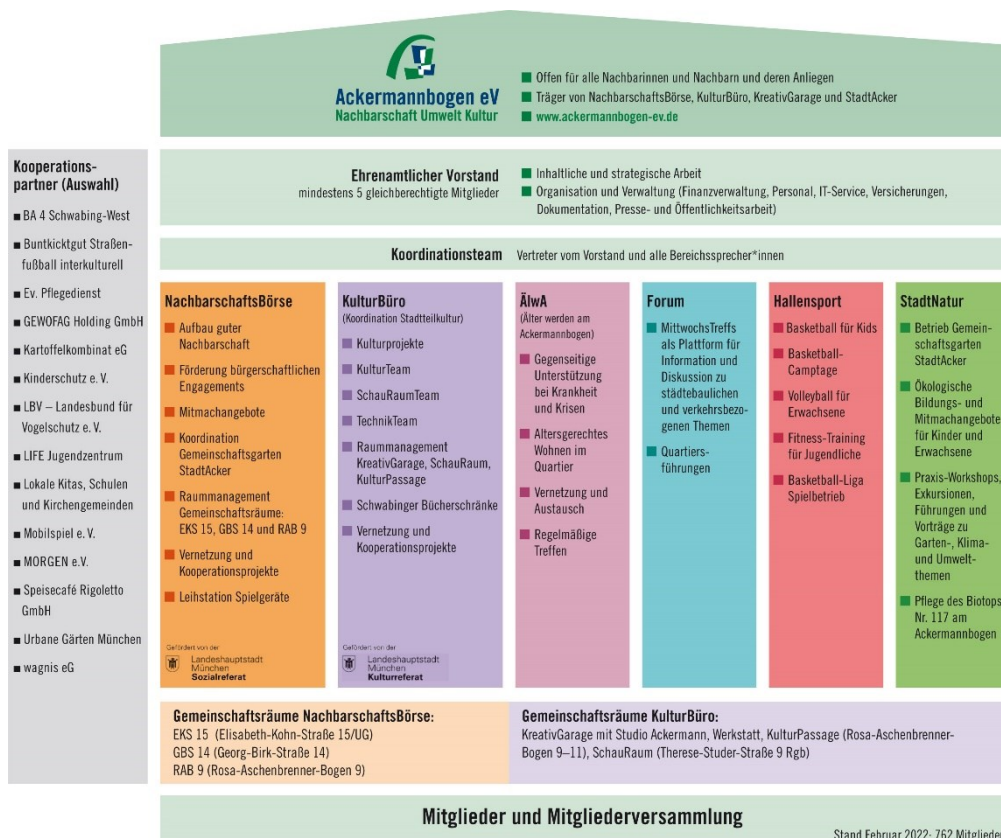 Ackermannbogen eV
Nachbarschaft Umwelt Kultur
■ Offen für alle Nachbarinnen und Nachbarn und deren Anliegen
■ Träger von NachbarschaftsBörse, KulturBüro, KreativGarage und StadtAcker
■ www.ackermannbogen-ev.de
Kooperations-
partner (Auswahl)
■ BA 4 Schwabing-West
■ Buntkicktgut Straßen-
fußball interkulturell
■ Ev. Pflegedienst
■ GEWOFAG Holding GmbH
■ Kartoffelkombinat eG
■ Kinderschutz e. V.
■ LBV – Landesbund für
Vogelschutz e. V.
■ LIFE Jugendzentrum
■ Lokale Kitas, Schulen
und Kirchengemeinden
■ Mobilspiel e. V.
■ MORGEN e.V.
■ Speisecafé Rigoletto
GmbH
■ Urbane Gärten München
■ wagnis eG
Ehrenamtlicher Vorstand
mindestens 5 gleichberechtigte Mitglieder
■ Inhaltliche und strategische Arbeit
■ Organisation und Verwaltung (Finanzverwaltung, Personal, IT-Service, Versicherungen,
Dokumentation, Presse- und Öffentlichkeitsarbeit)
Koordinationsteam Vertreter vom Vorstand und alle Bereichssprecher*innen
NachbarschaftsBörse
■ Aufbau guter
Nachbarschaft
■ Förderung bürgerschaftlichen
Engagements
■ Mitmachangebote
■ Koordination
Gemeinschaftsgarten
StadtAcker
■ Raummanagement
Gemeinschaftsräume:
EKS 15, GBS 14 und RAB 9
■ Vernetzung und
Kooperationsprojekte
■ Leihstation Spielgeräte
Gefördert von der
Landeshauptstadt
München
Sozialreferat
KulturBüro
(Koordination Stadtteilkultur)
■ Kulturprojekte
■ KulturTeam
■ SchauRaumTeam
■ TechnikTeam
■ Raummanagement
KreativGarage, SchauRaum,
KulturPassage
■ Schwabinger Bücherschränke
■ Vernetzung und
Kooperationsprojekte
Gefördert von der
Landeshauptstadt
München
Kulturreferat
ÄlwA
(Älter werden am
Ackermannbogen)
■ Gegenseitige
Unterstützung
bei Krankheit
und Krisen
■ Altersgerechtes
Wohnen im
Quartier
■ Vernetzung und
Austausch
■ Regelmäßige
Treffen
Forum
■ MittwochsTreffs
als Plattform für
Information und
Diskussion zu
städtebaulichen
und verkehrsbezo-
genen Themen
■ Quartiers-
führungen
Hallensport
■ Basketball für Kids
■ Basketball-
Camptage
■ Volleyball für
Erwachsene
■ Fitness-Training
für Jugendliche
■ Basketball-Liga
Spielbetrieb
StadtNatur
■ Betrieb Gemein-
schaftsgarten
StadtAcker
■ Ökologische
Bildungs- und
Mitmachangebote
für Kinder und
Erwachsene
■ Praxis-Workshops,
Exkursionen,
Führungen und
Vorträge zu
Garten-, Klima-
und Umwelt-
themen
■ Pflege des Biotops
Nr. 117 am
Ackermannbogen
Gemeinschaftsräume NachbarschaftsBörse:
EKS 15 (Elisabeth-Kohn-Straße 15/UG)
GBS 14 (Georg-Birk-Straße 14)
RAB 9 (Rosa-Aschenbrenner-Bogen 9)
Gemeinschaftsräume KulturBüro:
KreativGarage mit Studio Ackermann, Werkstatt, KulturPassage (Rosa-Aschenbrenner-
Bogen 9–11), SchauRaum (Therese-Studer-Straße 9 Rgb)
Mitglieder und Mitgliederversammlung
Stand Februar 2022: 762 Mitglieder